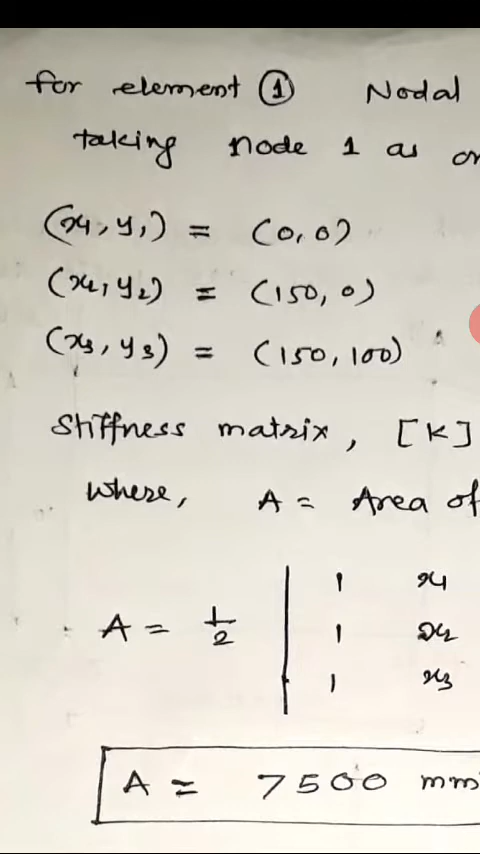 for element ① Nodal
taking node 1 as or
(x1, y1) = (0,0)
(x2, y2) = (150, 0)
(x3, y3) = (150, 100)
Stiffness matrix, [K]
where, A = Area of
A = 1/2 | 1 x1
1 x2
1 x3
A = 7500 mm